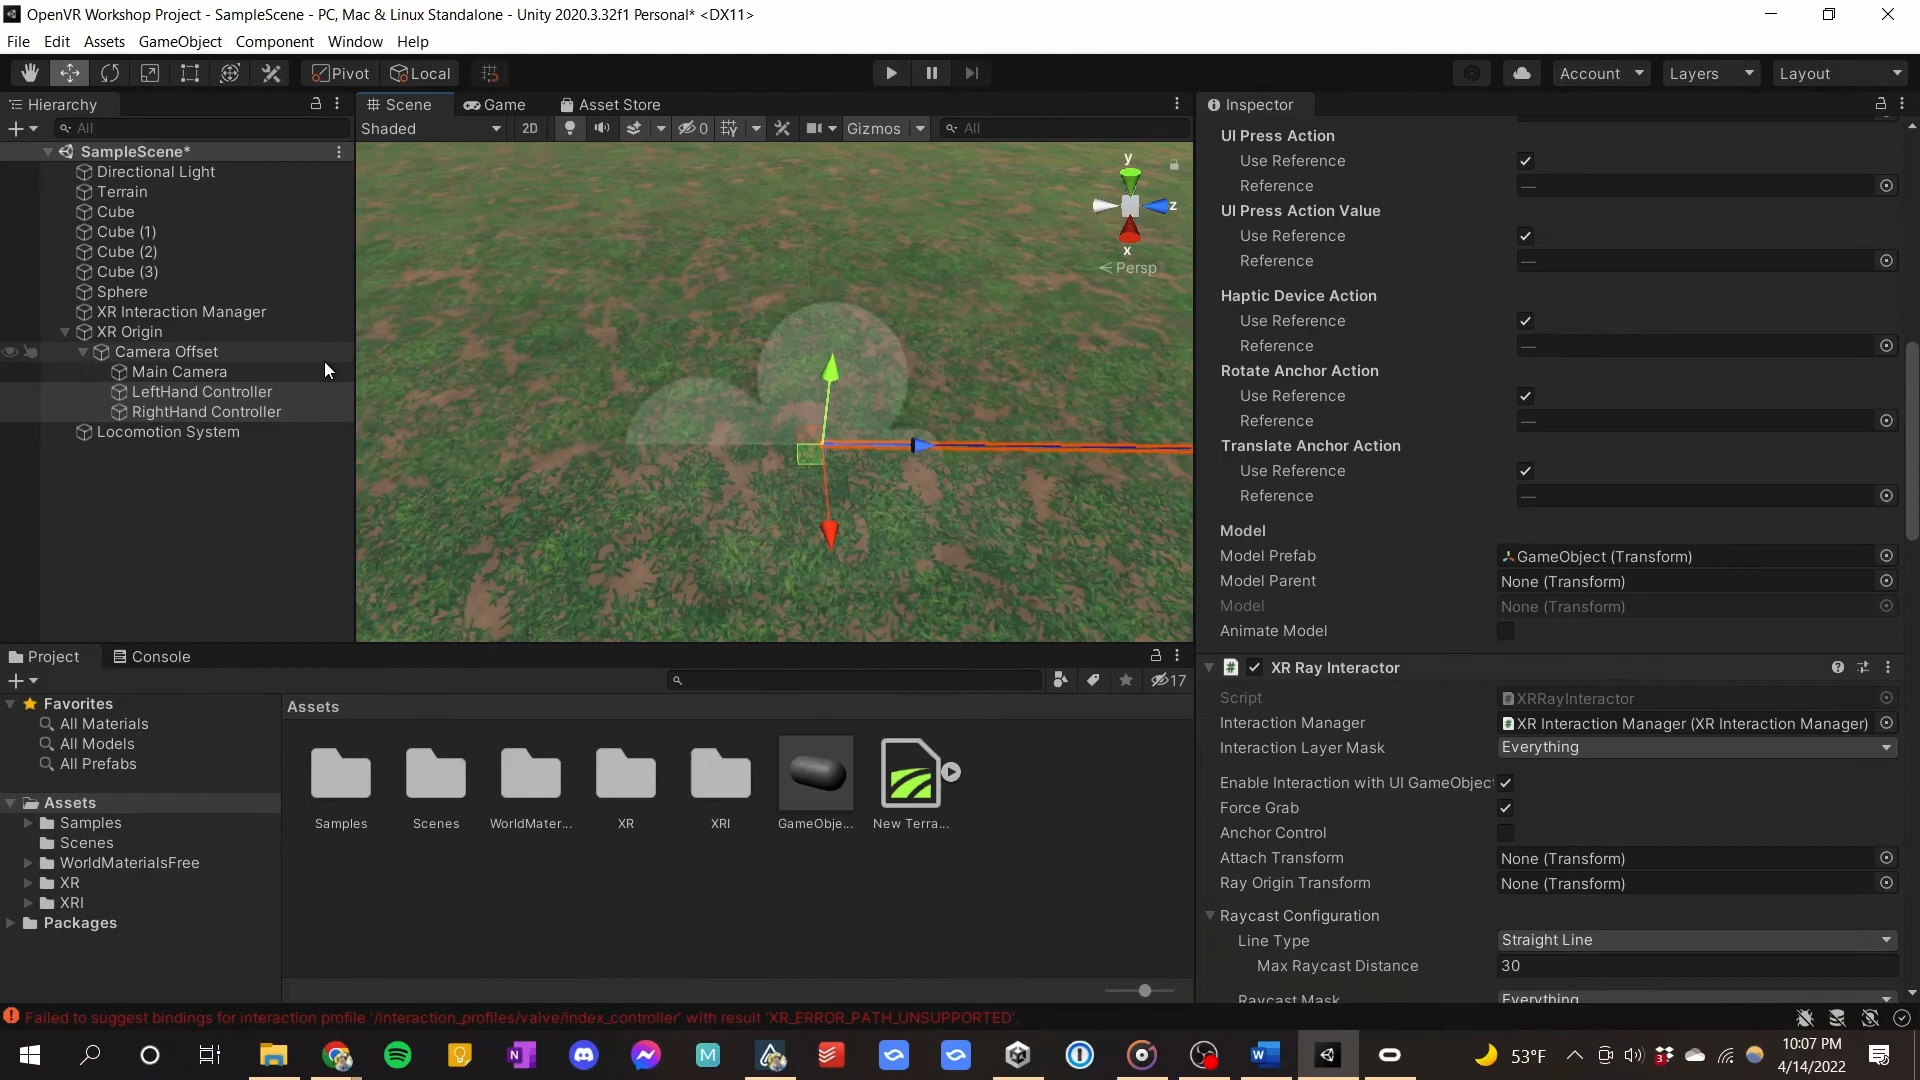 OpenVR Workshop Project - SampleScene - PC, Mac & Linux Standalone - Unity 2020.3.32f1 Personal* <DX11>
File Edit Assets GameObject Component Window Help
Pivot Local Account Layers Layout
Hierarchy
All
SampleScene*
Directional Light
Terrain
Cube
Cube (1)
Cube (2)
Cube (3)
Sphere
XR Interaction Manager
XR Origin
Camera Offset
Main Camera
LeftHand Controller
RightHand Controller
Locomotion System
Scene Game Asset Store
Shaded 2D 0 Gizmos All
y
z
x
Persp
Inspector
UI Press Action
Use Reference
Reference —
UI Press Action Value
Use Reference
Reference —
Haptic Device Action
Use Reference
Reference —
Rotate Anchor Action
Use Reference
Reference —
Translate Anchor Action
Use Reference
Reference —
Model
Model Prefab GameObject (Transform)
Model Parent None (Transform)
Model None (Transform)
Animate Model
XR Ray Interactor
Script XRRayInteractor
Interaction Manager XR Interaction Manager (XR Interaction Manager)
Interaction Layer Mask Everything
Enable Interaction with UI GameObject
Force Grab
Anchor Control
Attach Transform None (Transform)
Ray Origin Transform None (Transform)
Raycast Configuration
Line Type Straight Line
Max Raycast Distance 30
Raycast Mask Everything
Project Console
17
Favorites
All Materials
All Models
All Prefabs
Assets
Samples
Scenes
WorldMaterialsFree
XR
XRI
Packages
Assets
Samples Scenes WorldMater... XR XRI GameObje... New Terra...
Failed to suggest bindings for interaction profile '/interaction_profiles/valve/index_controller' with result 'XR_ERROR_PATH_UNSUPPORTED'.
53°F
10:07 PM
4/14/2022